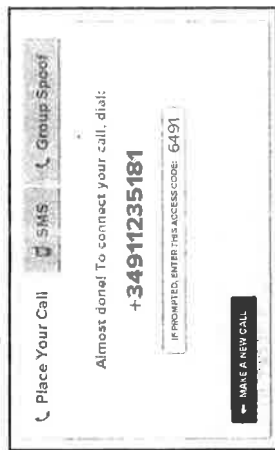 Place Your Call
SMS
Group Spoof
Almost done! To connect your call, dial:
+34911235181
IF PROMPTED, ENTER THIS ACCESS CODE: 6491
← MAKE A NEW CALL